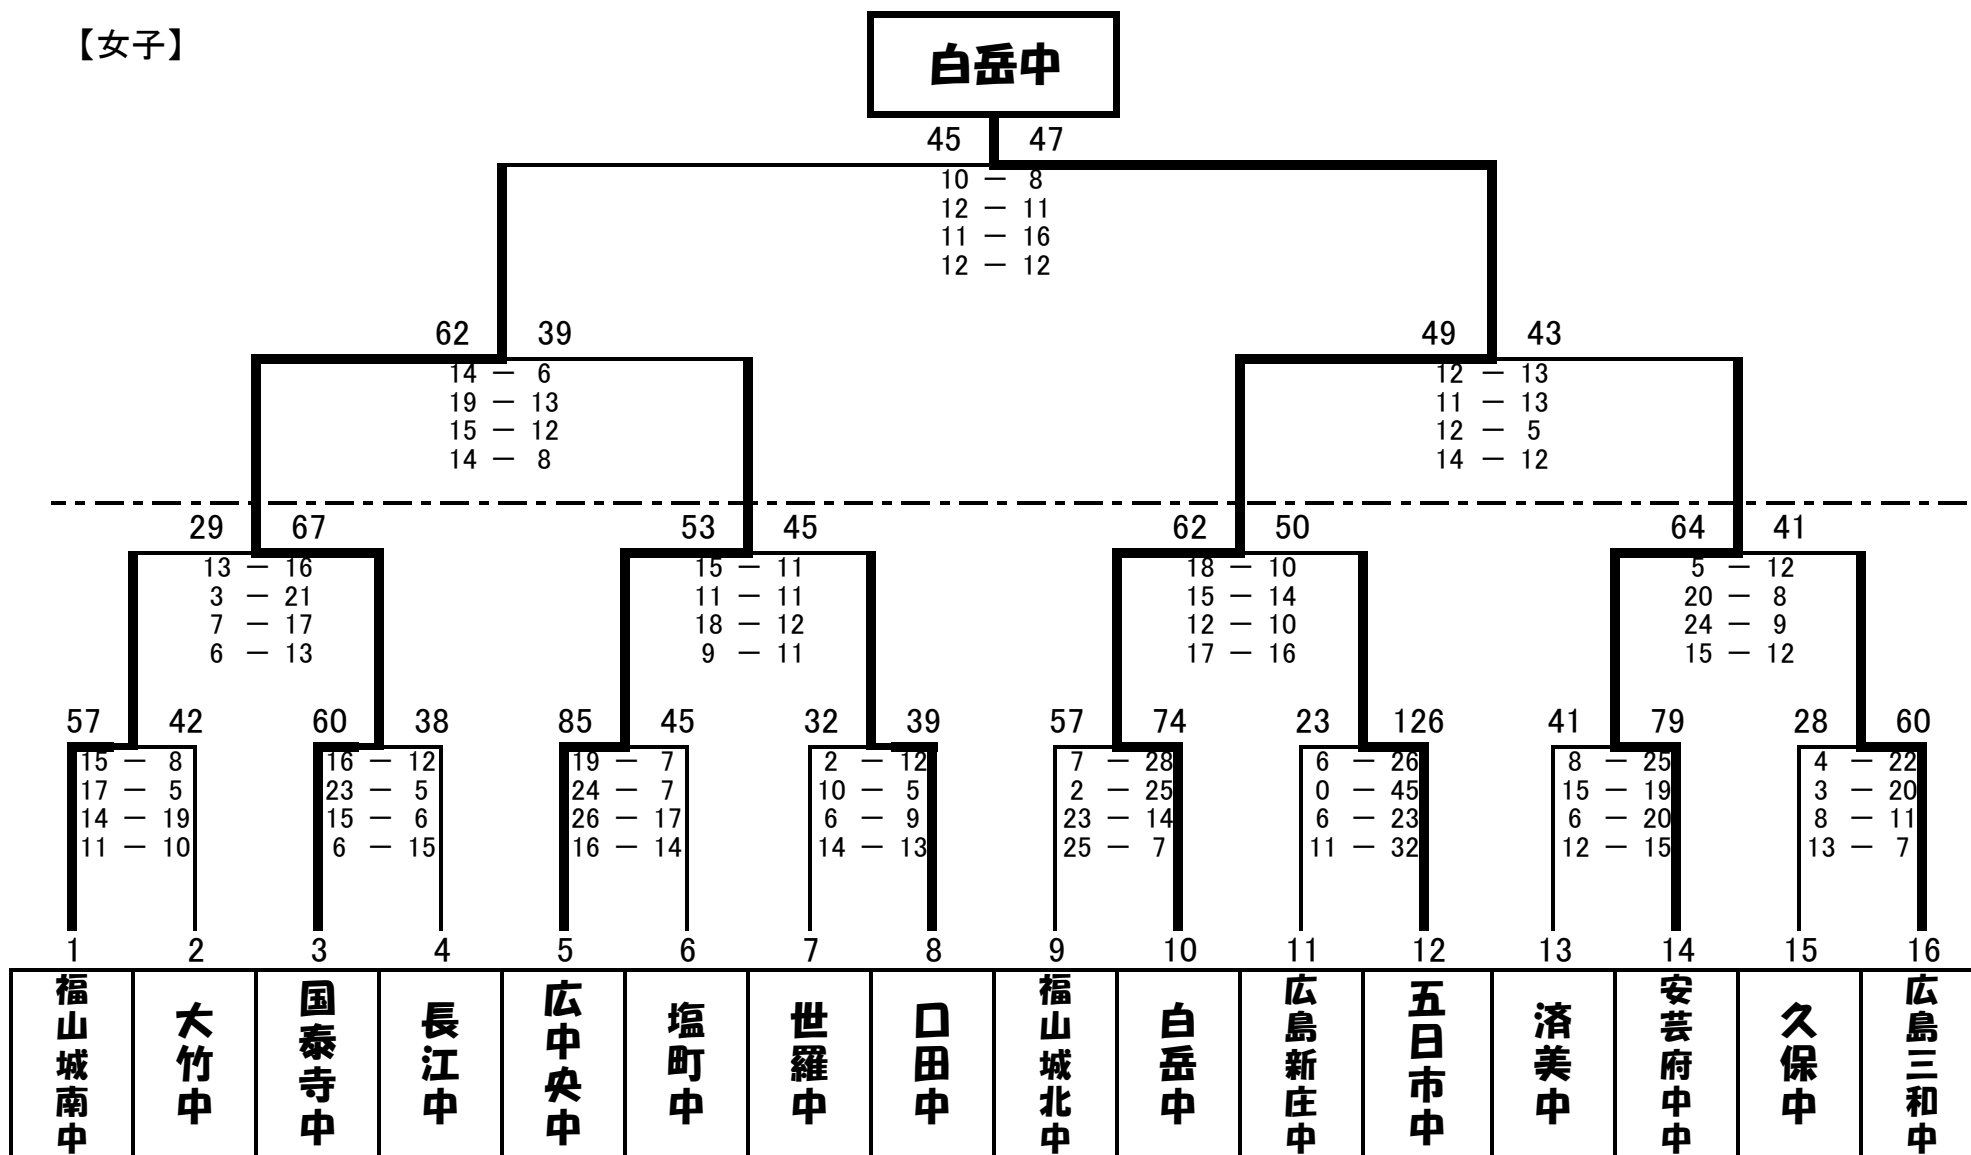 【女子】
白岳中
45 47
10 － 8
12 － 11
11 － 16
12 － 12
62 39
14 － 6
19 － 13
15 － 12
14 － 8
49 43
12 － 13
11 － 13
12 － 5
14 － 12
29 67
13 － 16
3 － 21
7 － 17
6 － 13
53 45
15 － 11
11 － 11
18 － 12
9 － 11
62 50
18 － 10
15 － 14
12 － 10
17 － 16
64 41
5 － 12
20 － 8
24 － 9
15 － 12
57 42
15 － 8
17 － 5
14 － 19
11 － 10
60 38
16 － 12
23 － 5
15 － 6
6 － 15
85 45
19 － 7
24 － 7
26 － 17
16 － 14
32 39
2 － 12
10 － 5
6 － 9
14 － 13
57 74
7 － 28
2 － 25
23 － 14
25 － 7
23 126
6 － 26
0 － 45
6 － 23
11 － 32
41 79
8 － 25
15 － 19
6 － 20
12 － 15
28 60
4 － 22
3 － 20
8 － 11
13 － 7
1 2 3 4 5 6 7 8 9 10 11 12 13 14 15 16
福山城南中
大竹中
国泰寺中
長江中
広中央中
塩町中
世羅中
口田中
福山城北中
白岳中
広島新庄中
五日市中
済美中
安芸府中中
久保中
広島三和中